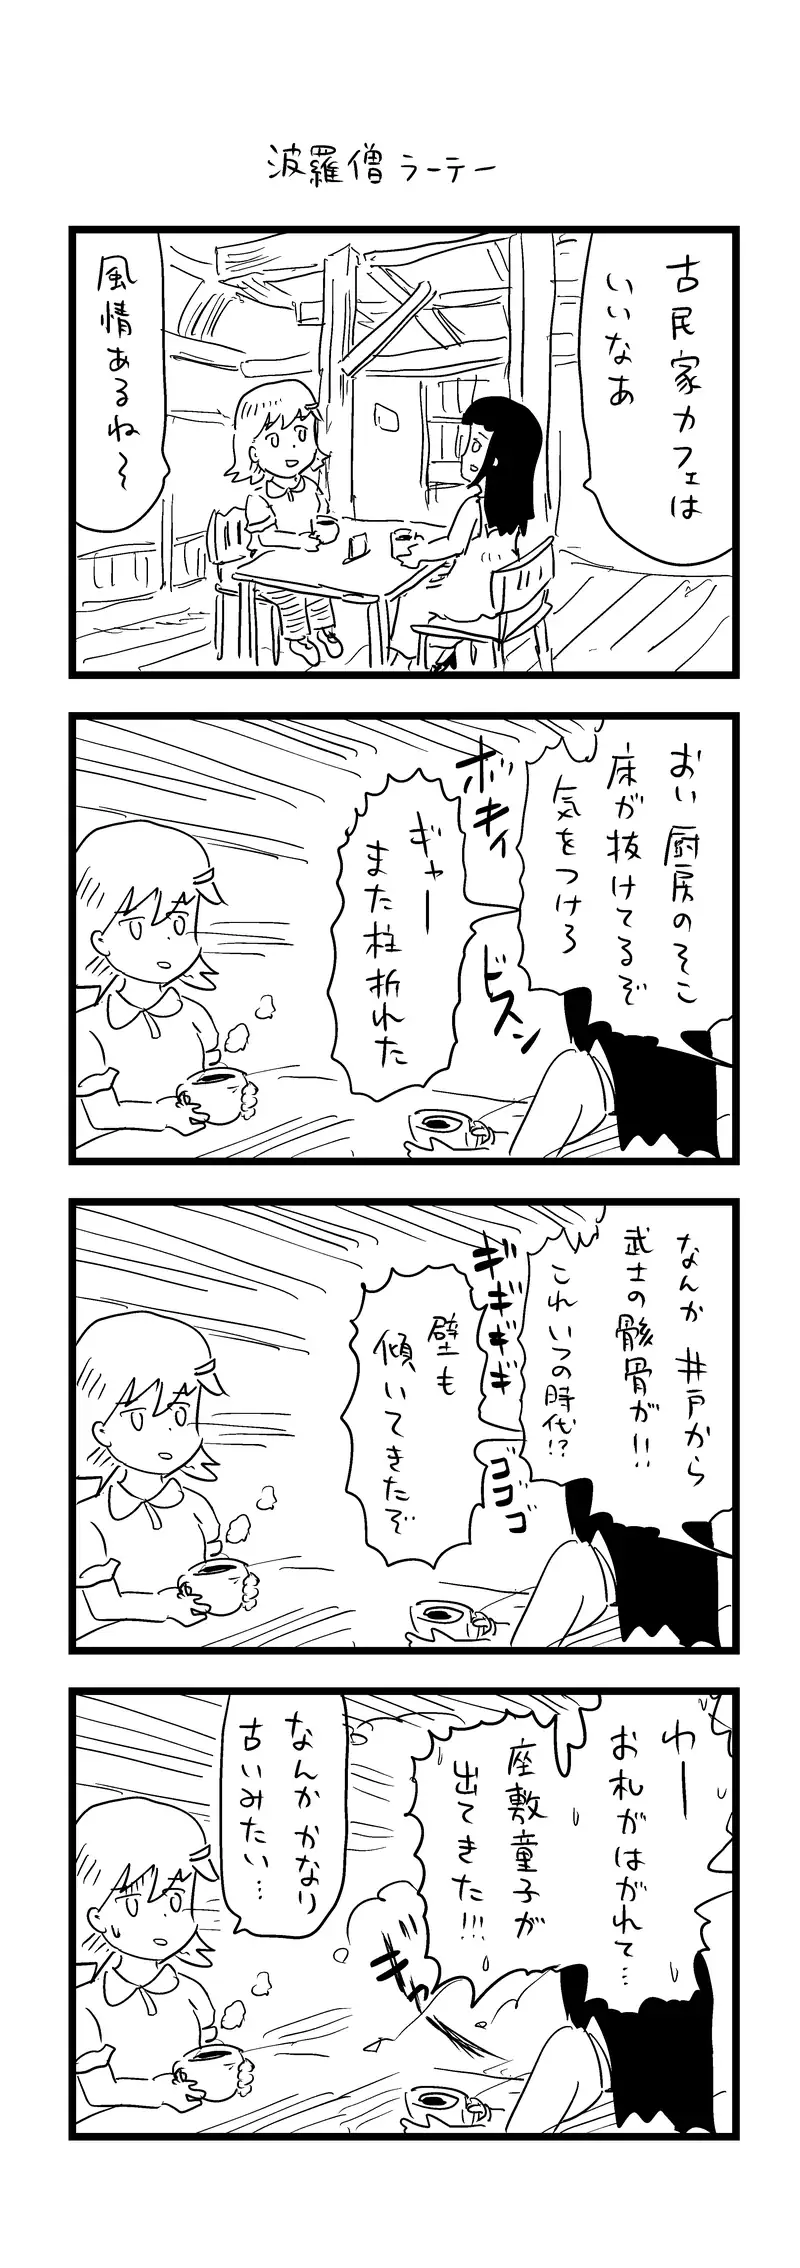 波羅僧ラーテー
古民家カフェは
いいなあ
風情あるね〜
おい厨房のそこ
床が抜けてるぞ
気をつけろ
ボキィ
ギャー
また柱折れた
ビスン
なんか井戸から
武士の骸骨が!!
これいつの時代!?
ギギギギ
壁も
傾いてきたぞ
ゴゴゴゴ
わー
お札がはがれて…
座敷童子が
出てきた!!!
キャ
なんかかなり
古いみたい…